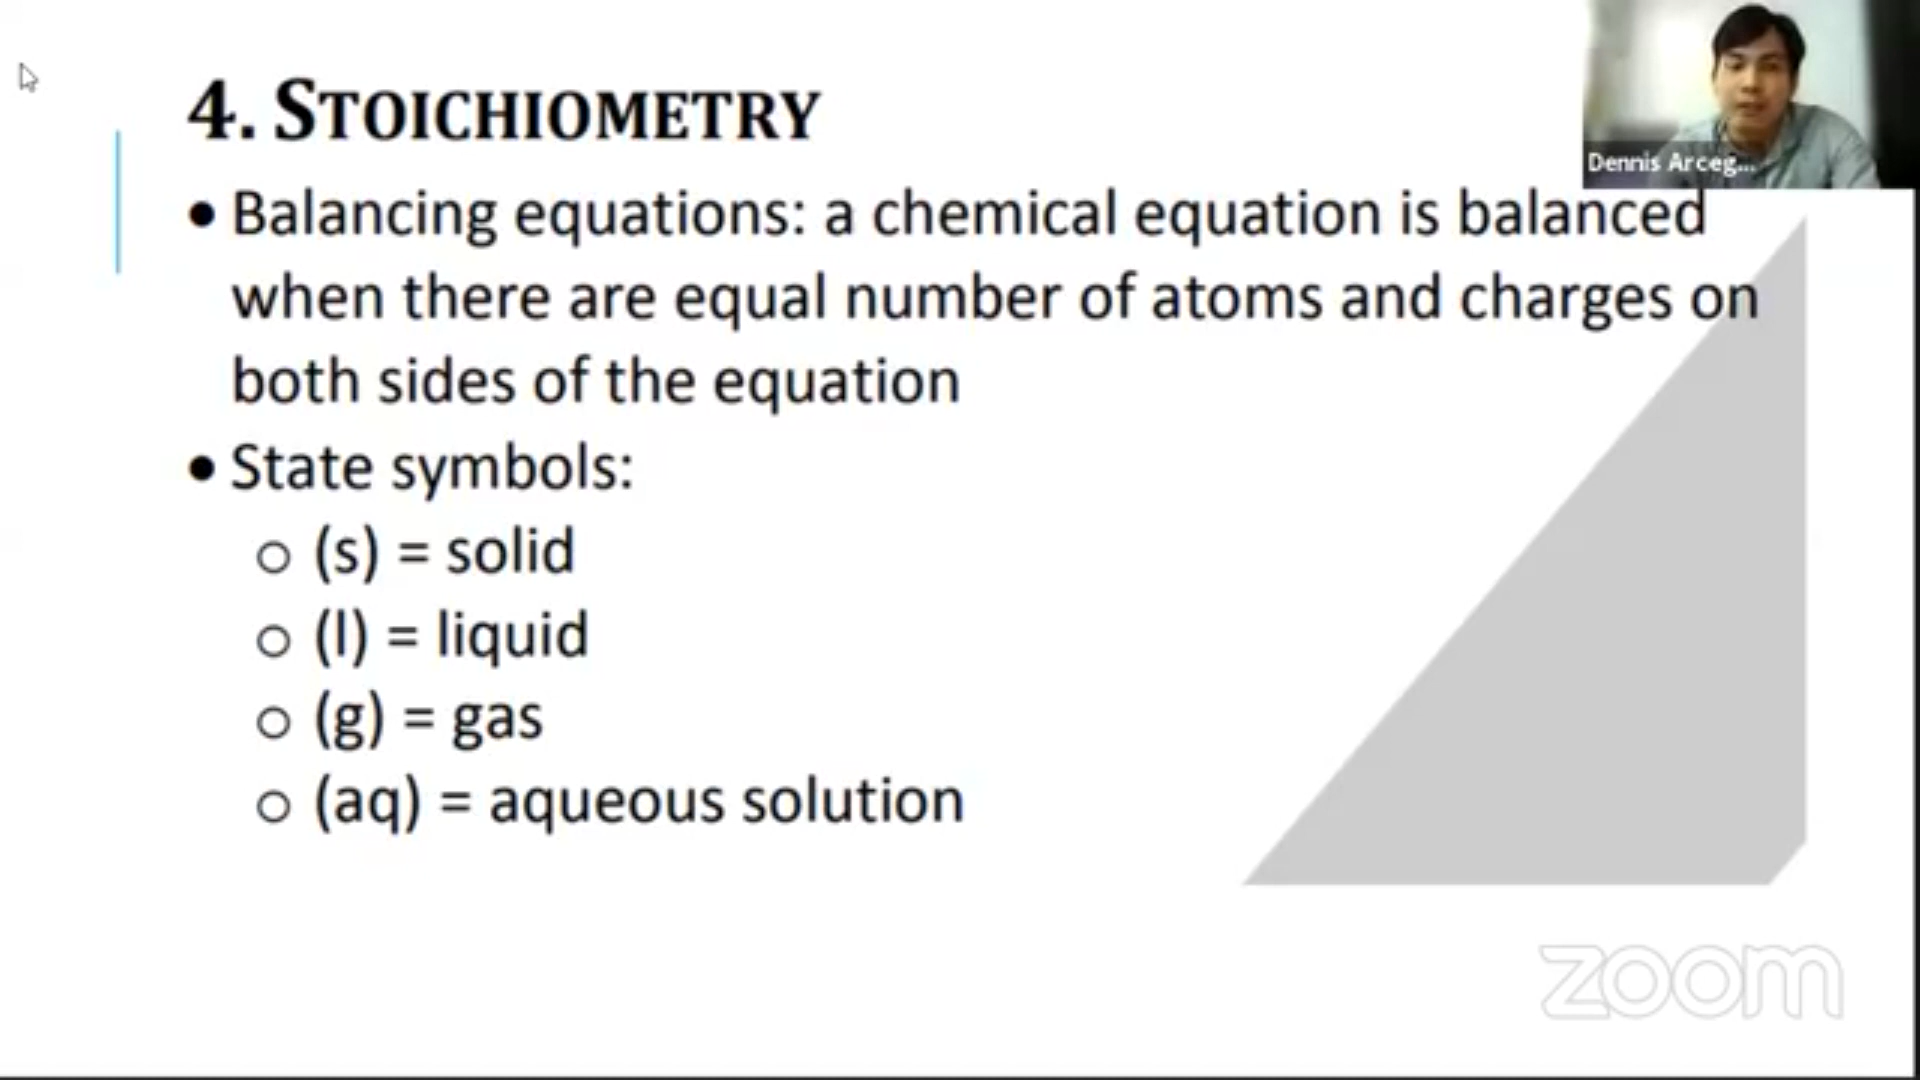 4. STOICHIOMETRY
Dennis Arceg...
• Balancing equations: a chemical equation is balanced
when there are equal number of atoms and charges on
both sides of the equation
• State symbols:
o (s) = solid
o (l) = liquid
o (g) = gas
o (aq) = aqueous solution
zoom